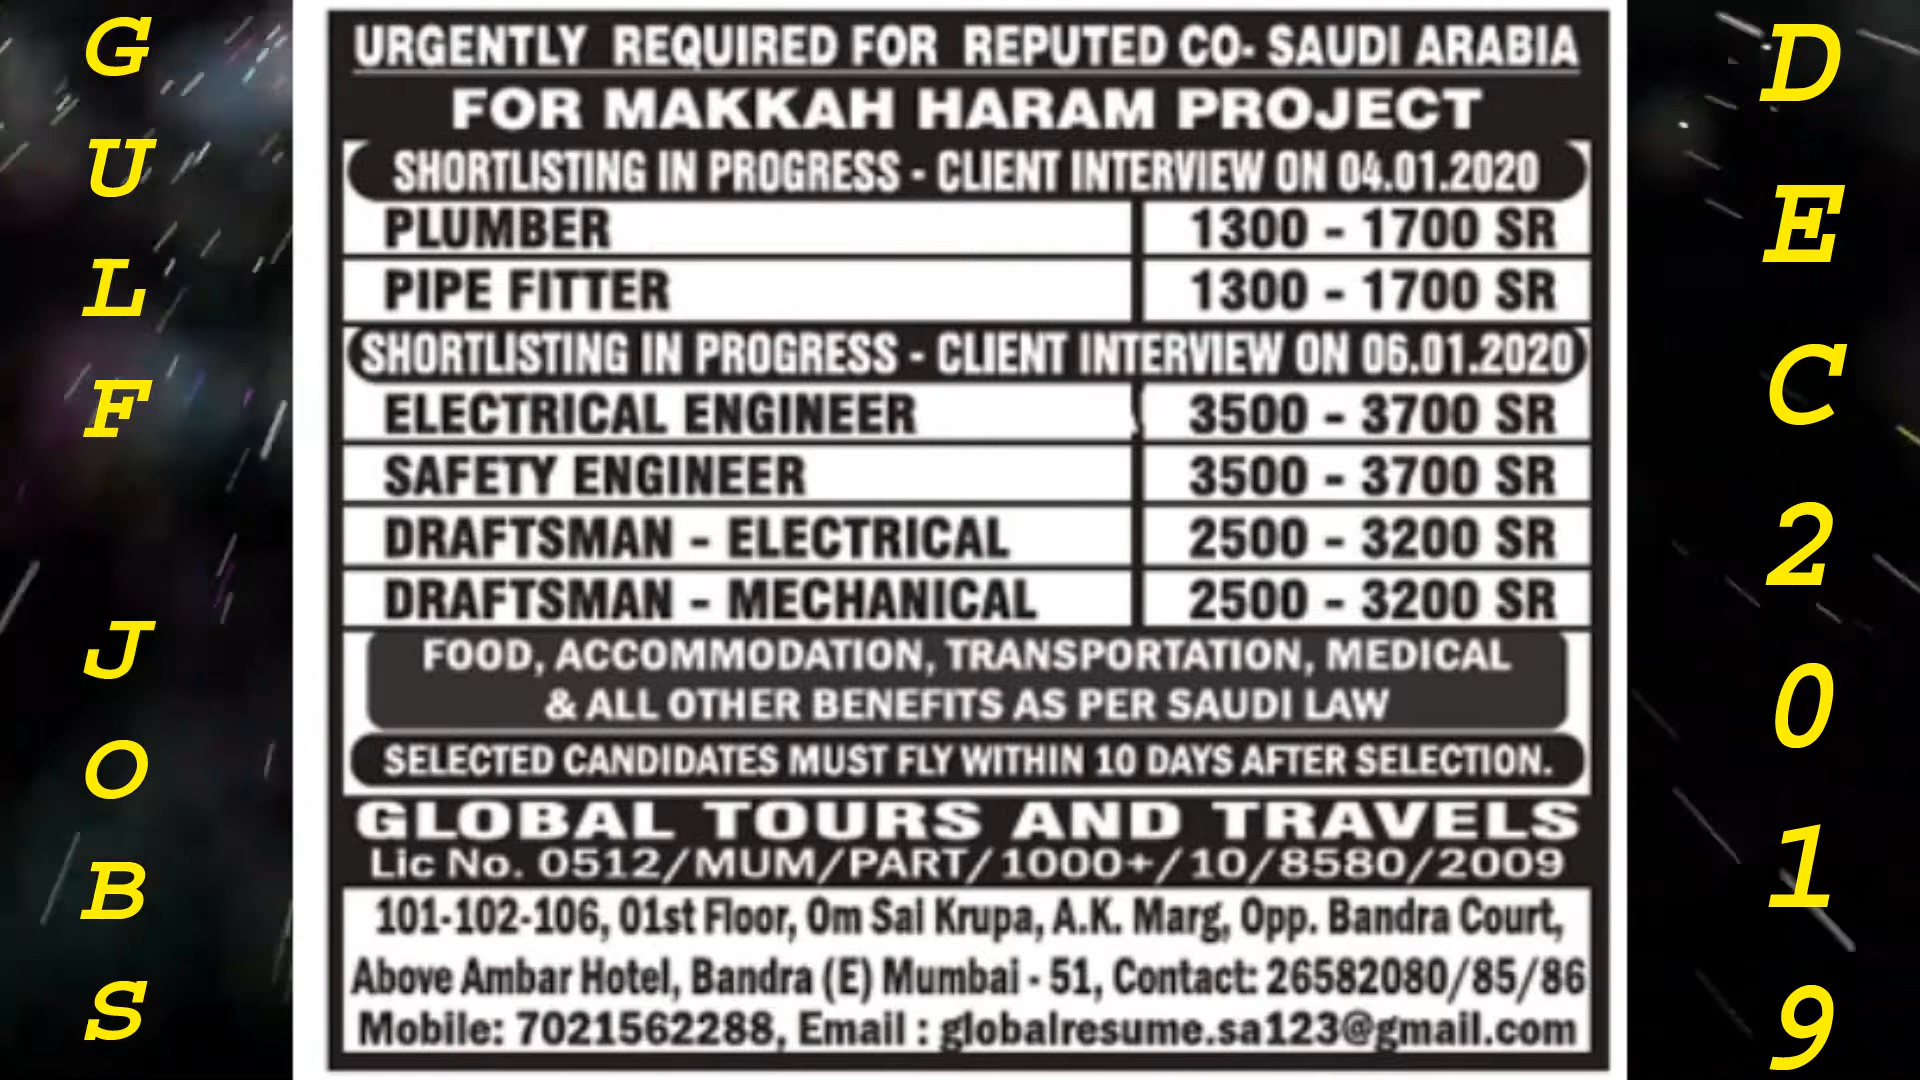 GULF JOBS
URGENTLY REQUIRED FOR REPUTED CO- SAUDI ARABIA
FOR MAKKAH HARAM PROJECT
SHORTLISTING IN PROGRESS - CLIENT INTERVIEW ON 04.01.2020
PLUMBER 1300 - 1700 SR
PIPE FITTER 1300 - 1700 SR
SHORTLISTING IN PROGRESS - CLIENT INTERVIEW ON 06.01.2020
ELECTRICAL ENGINEER 3500 - 3700 SR
SAFETY ENGINEER 3500 - 3700 SR
DRAFTSMAN - ELECTRICAL 2500 - 3200 SR
DRAFTSMAN - MECHANICAL 2500 - 3200 SR
FOOD, ACCOMMODATION, TRANSPORTATION, MEDICAL
& ALL OTHER BENEFITS AS PER SAUDI LAW
SELECTED CANDIDATES MUST FLY WITHIN 10 DAYS AFTER SELECTION.
GLOBAL TOURS AND TRAVELS
Lic No. 0512/MUM/PART/1000+/10/8580/2009
101-102-106, 01st Floor, Om Sai Krupa, A.K. Marg, Opp. Bandra Court,
Above Ambar Hotel, Bandra (E) Mumbai - 51, Contact: 26582080/85/86
Mobile: 7021562288, Email : globalresume.sa123@gmail.com
DEC2019